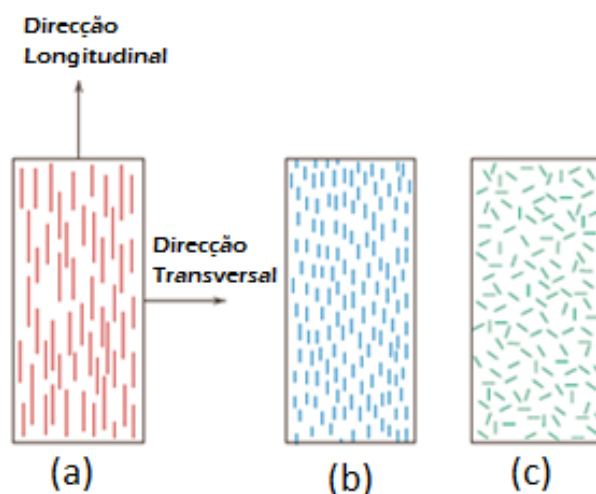 Direcção
Longitudinal
Direcção
Transversal
(a)
(b)
(c)